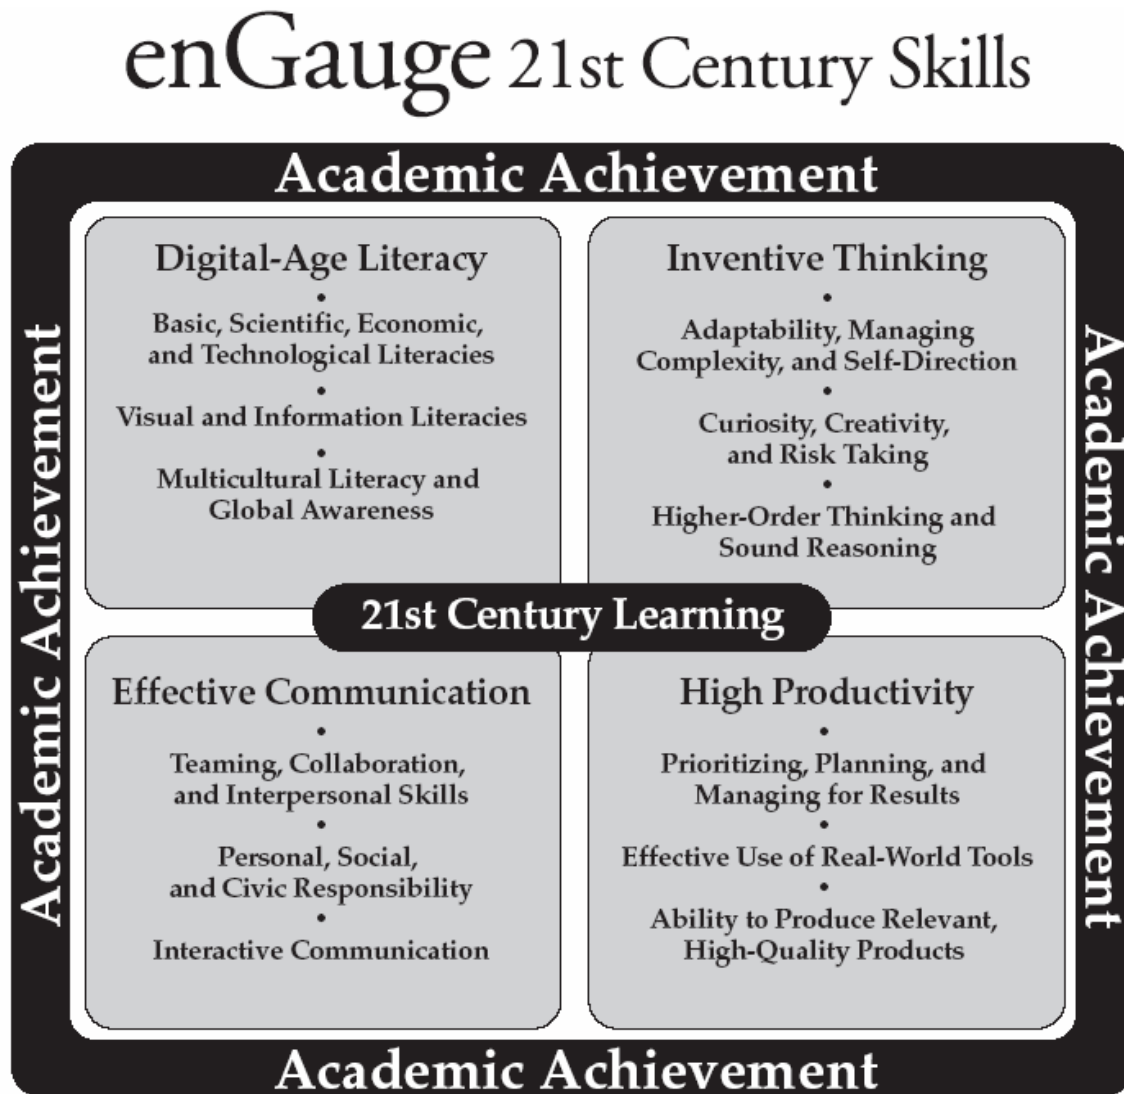 enGauge 21st Century Skills
Academic Achievement
Academic Achievement
Digital-Age Literacy
•
Basic, Scientific, Economic,
and Technological Literacies
•
Visual and Information Literacies
•
Multicultural Literacy and
Global Awareness
Inventive Thinking
•
Adaptability, Managing
Complexity, and Self-Direction
•
Curiosity, Creativity,
and Risk Taking
•
Higher-Order Thinking and
Sound Reasoning
21st Century Learning
Effective Communication
•
Teaming, Collaboration,
and Interpersonal Skills
•
Personal, Social,
and Civic Responsibility
•
Interactive Communication
High Productivity
•
Prioritizing, Planning, and
Managing for Results
•
Effective Use of Real-World Tools
•
Ability to Produce Relevant,
High-Quality Products
Academic Achievement
Academic Achievement